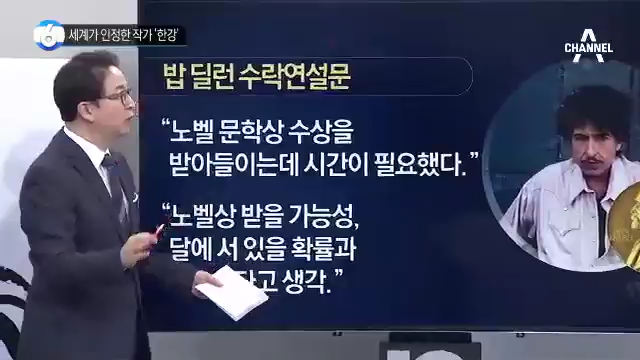 6 세계가 인정한 작가 '한강'
CHANNEL A
밥 딜런 수락연설문
“노벨 문학상 수상을
받아들이는데 시간이 필요했다.”
“노벨상 받을 가능성,
달에 서 있을 확률과
다고 생각.”